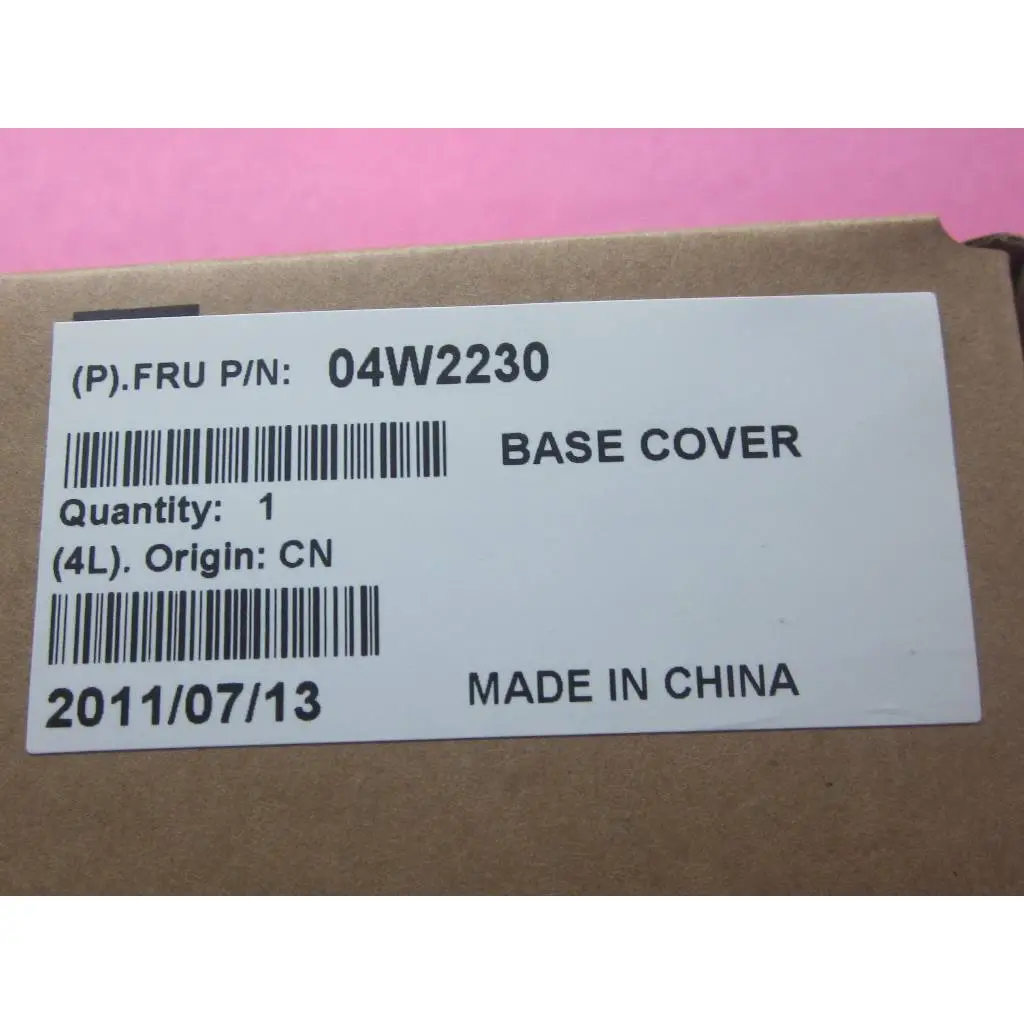 (P).FRU P/N: 04W2230
BASE COVER
Quantity: 1
(4L). Origin: CN
2011/07/13
MADE IN CHINA